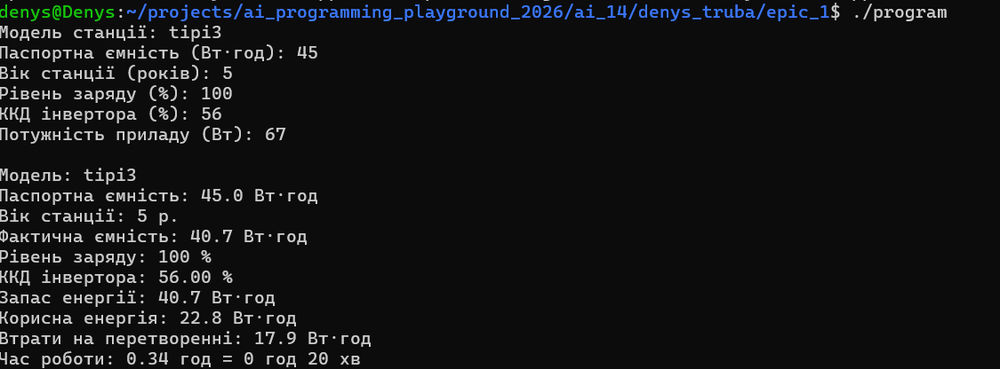 denys@Denys:~/projects/ai_programming_playground_2026/ai_14/denys_truba/epic_1$ ./program
Модель станції: tipi3
Паспортна ємність (Вт·год): 45
Вік станції (років): 5
Рівень заряду (%): 100
ККД інвертора (%): 56
Потужність приладу (Вт): 67
Модель: tipi3
Паспортна ємність: 45.0 Вт·год
Вік станції: 5 р.
Фактична ємність: 40.7 Вт·год
Рівень заряду: 100 %
ККД інвертора: 56.00 %
Запас енергії: 40.7 Вт·год
Корисна енергія: 22.8 Вт·год
Втрати на перетворенні: 17.9 Вт·год
Час роботи: 0.34 год = 0 год 20 хв